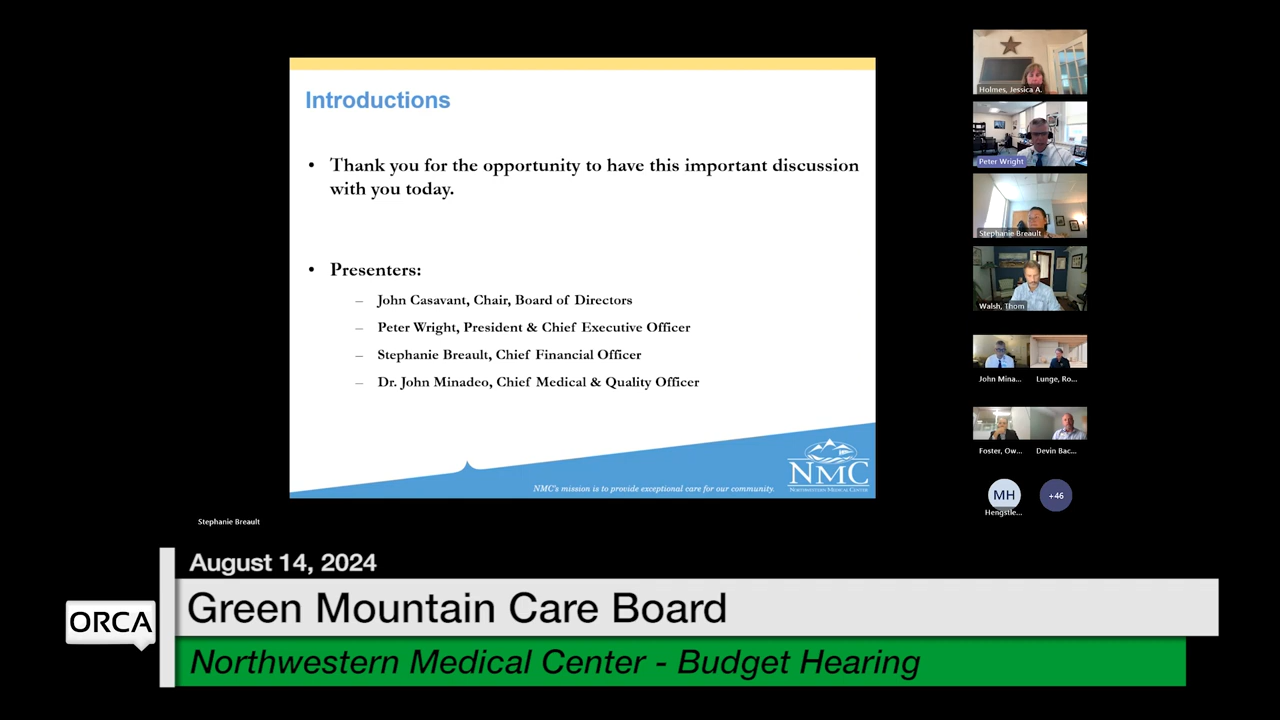 Introductions
• Thank you for the opportunity to have this important discussion
with you today.
• Presenters:
– John Casavant, Chair, Board of Directors
– Peter Wright, President & Chief Executive Officer
– Stephanie Breault, Chief Financial Officer
– Dr. John Minadeo, Chief Medical & Quality Officer
NMC
NORTHWESTERN MEDICAL CENTER
NMC's mission is to provide exceptional care for our community.
Holmes, Jessica A.
Peter Wright
Stephanie Breault
Walsh, Thom
John Mina...
Lunge, Ro...
Foster, Ow...
Devin Bac...
MH
+46
Hengstle...
Stephanie Breault
August 14, 2024
ORCA
Green Mountain Care Board
Northwestern Medical Center - Budget Hearing